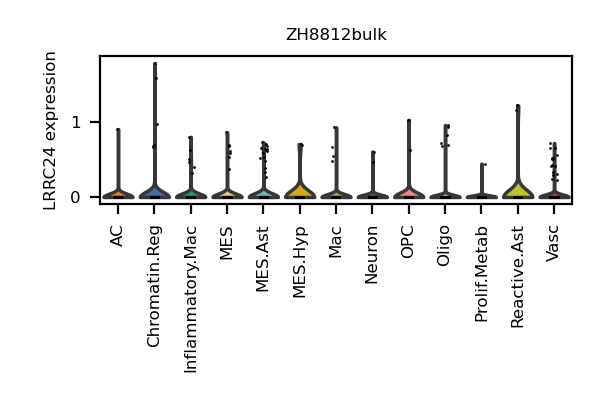 ZH8812bulk
LRRC24 expression
1
0
AC
Chromatin.Reg
Inflammatory.Mac
MES
MES.Ast
MES.Hyp
Mac
Neuron
OPC
Oligo
Prolif.Metab
Reactive.Ast
Vasc